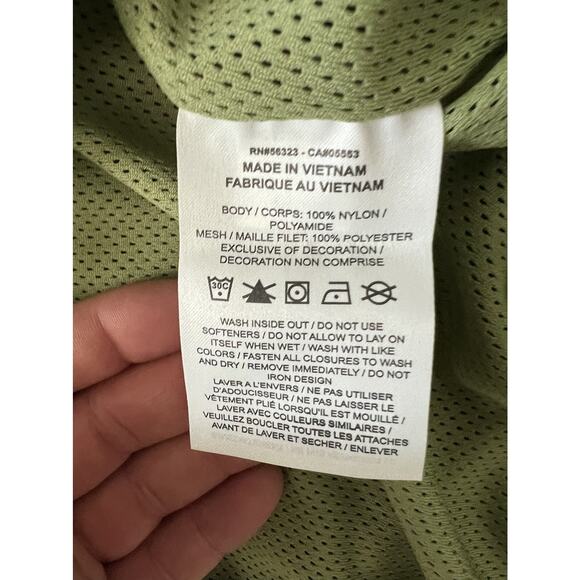 RN#56323 - CA#05553
MADE IN VIETNAM
FABRIQUE AU VIETNAM
BODY / CORPS: 100% NYLON /
POLYAMIDE
MESH / MAILLE FILET: 100% POLYESTER
EXCLUSIVE OF DECORATION /
DECORATION NON COMPRISE
30C
WASH INSIDE OUT / DO NOT USE
SOFTENERS / DO NOT ALLOW TO LAY ON
ITSELF WHEN WET / WASH WITH LIKE
COLORS / FASTEN ALL CLOSURES TO WASH
AND DRY / REMOVE IMMEDIATELY / DO NOT
IRON DESIGN
LAVER A L'ENVERS / NE PAS UTILISER
D'ADOUCISSEUR / NE PAS LAISSER LE
VÊTEMENT PLIÉ LORSQU'IL EST MOUILLÉ /
LAVER AVEC COULEURS SIMILAIRES /
VEUILLEZ BOUCLER TOUTES LES ATTACHES
AVANT DE LAVER ET SECHER / ENLEVER